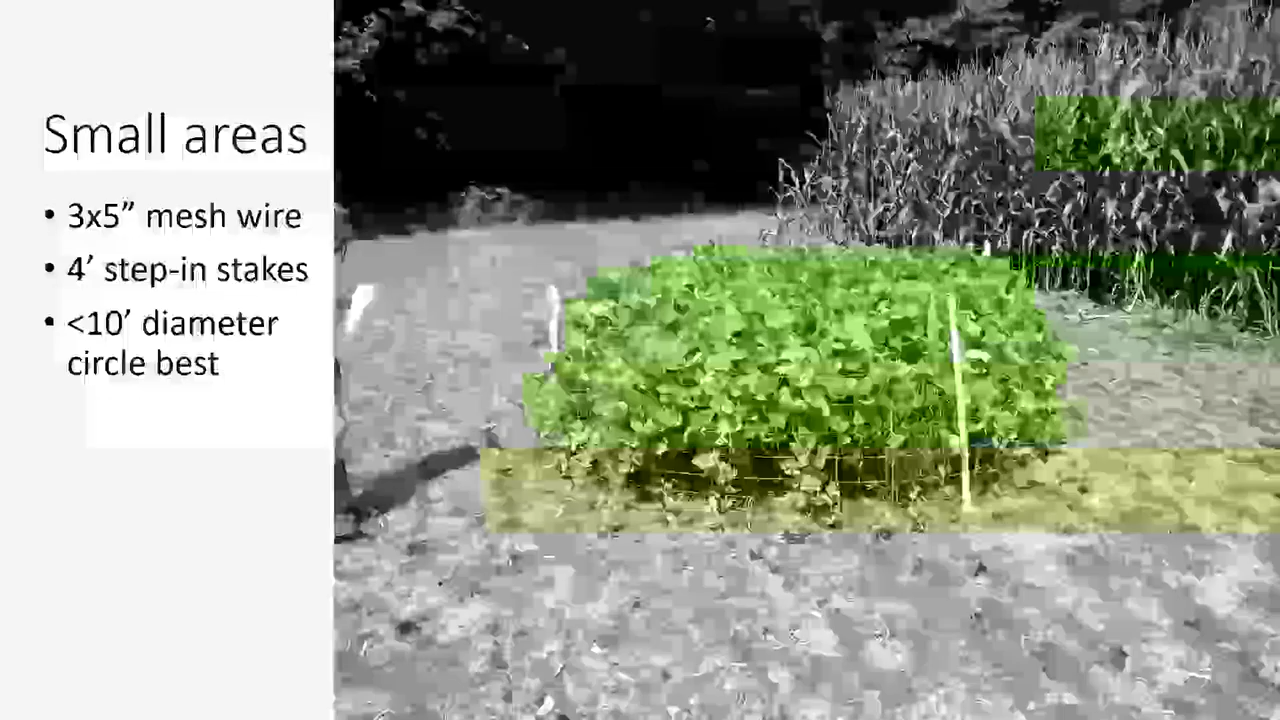 Small areas
• 3x5” mesh wire
• 4’ step-in stakes
• <10’ diameter
circle best